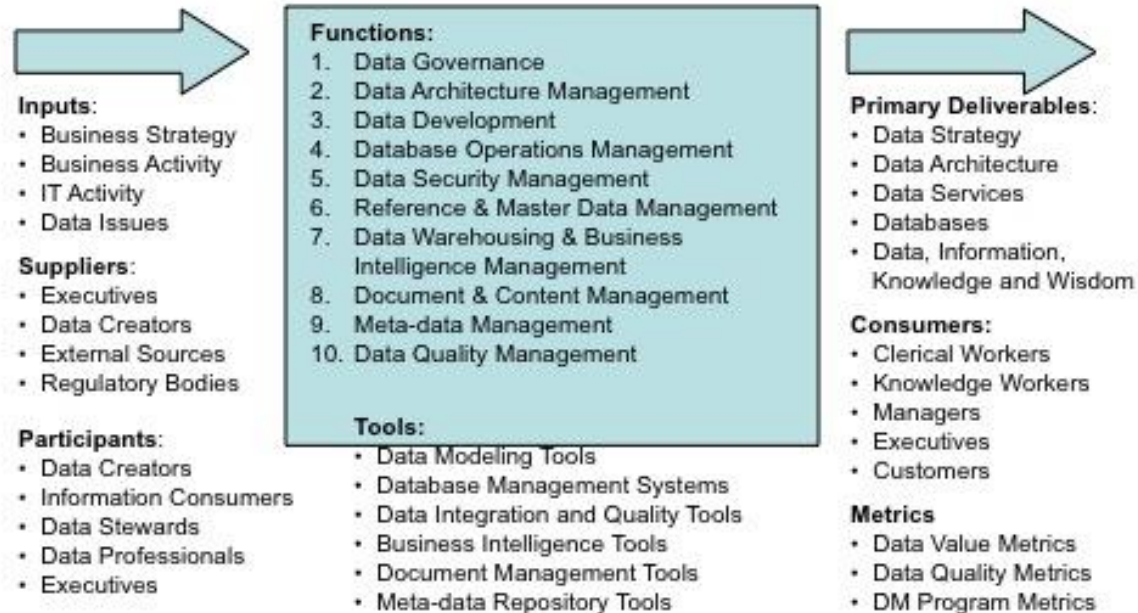 Inputs:
• Business Strategy
• Business Activity
• IT Activity
• Data Issues
Suppliers:
• Executives
• Data Creators
• External Sources
• Regulatory Bodies
Participants:
• Data Creators
• Information Consumers
• Data Stewards
• Data Professionals
• Executives
Functions:
1. Data Governance
2. Data Architecture Management
3. Data Development
4. Database Operations Management
5. Data Security Management
6. Reference & Master Data Management
7. Data Warehousing & Business
Intelligence Management
8. Document & Content Management
9. Meta-data Management
10. Data Quality Management
Tools:
• Data Modeling Tools
• Database Management Systems
• Data Integration and Quality Tools
• Business Intelligence Tools
• Document Management Tools
• Meta-data Repository Tools
Primary Deliverables:
• Data Strategy
• Data Architecture
• Data Services
• Databases
• Data, Information,
Knowledge and Wisdom
Consumers:
• Clerical Workers
• Knowledge Workers
• Managers
• Executives
• Customers
Metrics
• Data Value Metrics
• Data Quality Metrics
• DM Program Metrics